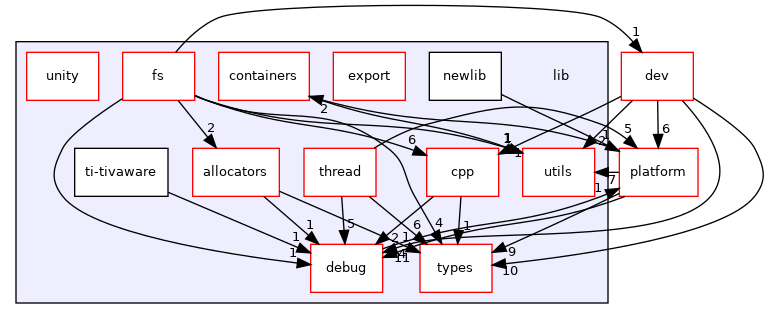 1
unity
fs
containers
export
newlib
lib
dev
2
2
6
1
1
2
1
5
6
ti-tivaware
allocators
thread
cpp
utils
platform
7
1
1
1
1
5
6
4
1
2
1
4
11
9
10
debug
types